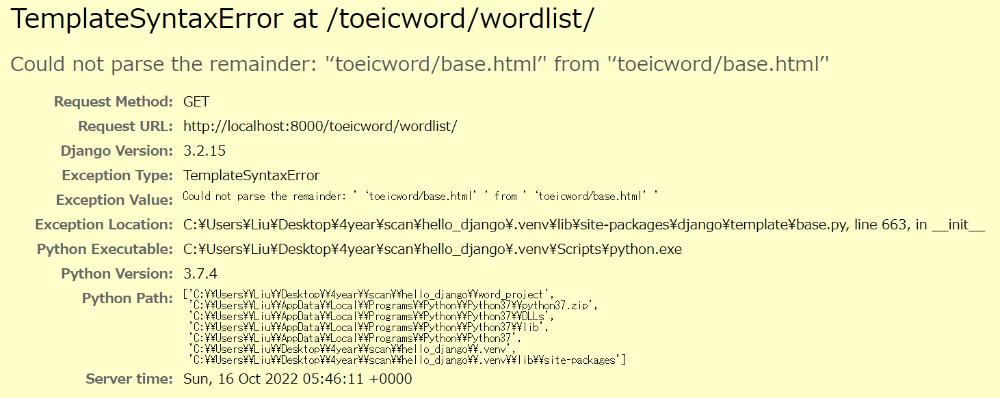 TemplateSyntaxError at /toeicword/wordlist/
Could not parse the remainder: '‘toeicword/base.html’' from '‘toeicword/base.html’'
Request Method: GET
Request URL: http://localhost:8000/toeicword/wordlist/
Django Version: 3.2.15
Exception Type: TemplateSyntaxError
Exception Value: Could not parse the remainder: '‘toeicword/base.html’' from '‘toeicword/base.html’'
Exception Location: C:¥Users¥Liu¥Desktop¥4year¥scan¥hello_django¥.venv¥lib¥site-packages¥django¥template¥base.py, line 663, in __init__
Python Executable: C:¥Users¥Liu¥Desktop¥4year¥scan¥hello_django¥.venv¥Scripts¥python.exe
Python Version: 3.7.4
Python Path: ['C:¥¥Users¥¥Liu¥¥Desktop¥¥4year¥¥scan¥¥hello_django¥¥word_project',
'C:¥¥Users¥¥Liu¥¥AppData¥¥Local¥¥Programs¥¥Python¥¥Python37¥¥python37.zip',
'C:¥¥Users¥¥Liu¥¥AppData¥¥Local¥¥Programs¥¥Python¥¥Python37¥¥DLLs',
'C:¥¥Users¥¥Liu¥¥AppData¥¥Local¥¥Programs¥¥Python¥¥Python37¥¥lib',
'C:¥¥Users¥¥Liu¥¥AppData¥¥Local¥¥Programs¥¥Python¥¥Python37',
'C:¥¥Users¥¥Liu¥¥Desktop¥¥4year¥¥scan¥¥hello_django¥¥.venv',
'C:¥¥Users¥¥Liu¥¥Desktop¥¥4year¥¥scan¥¥hello_django¥¥.venv¥¥lib¥¥site-packages']
Server time: Sun, 16 Oct 2022 05:46:11 +0000